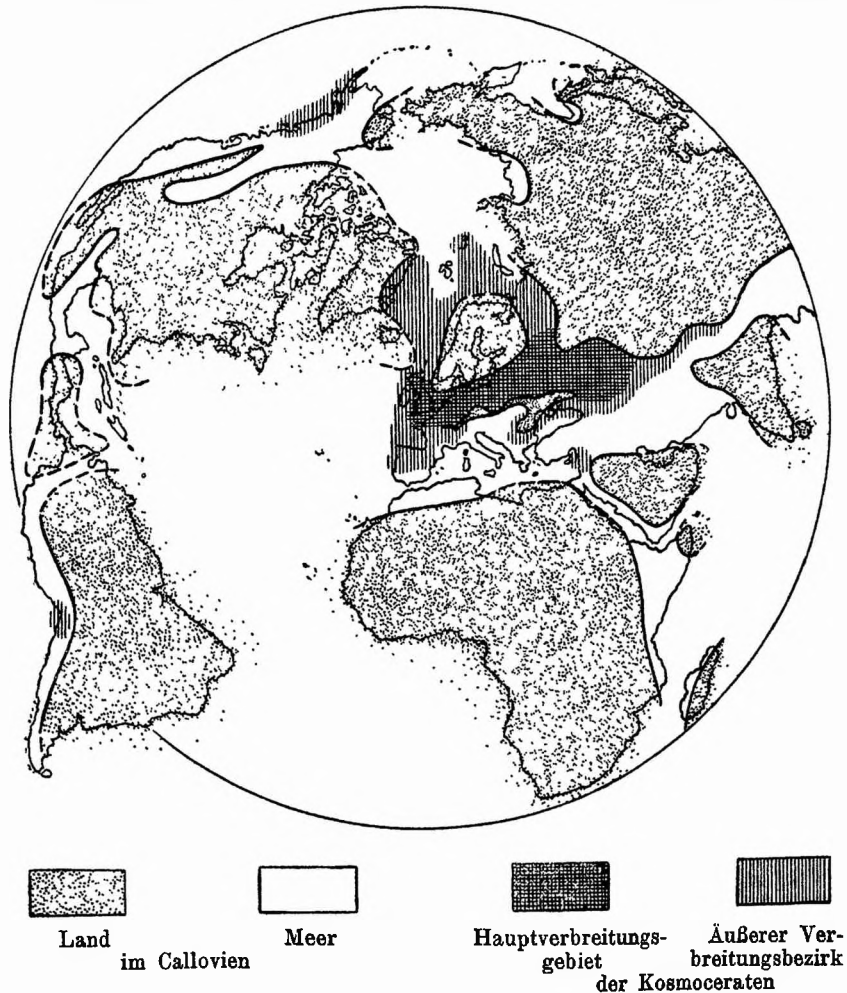 Land
Meer
im Callovien
Hauptverbreitungs-
gebiet
Äußerer Ver-
breitungsbezirk
der Kosmoceraten